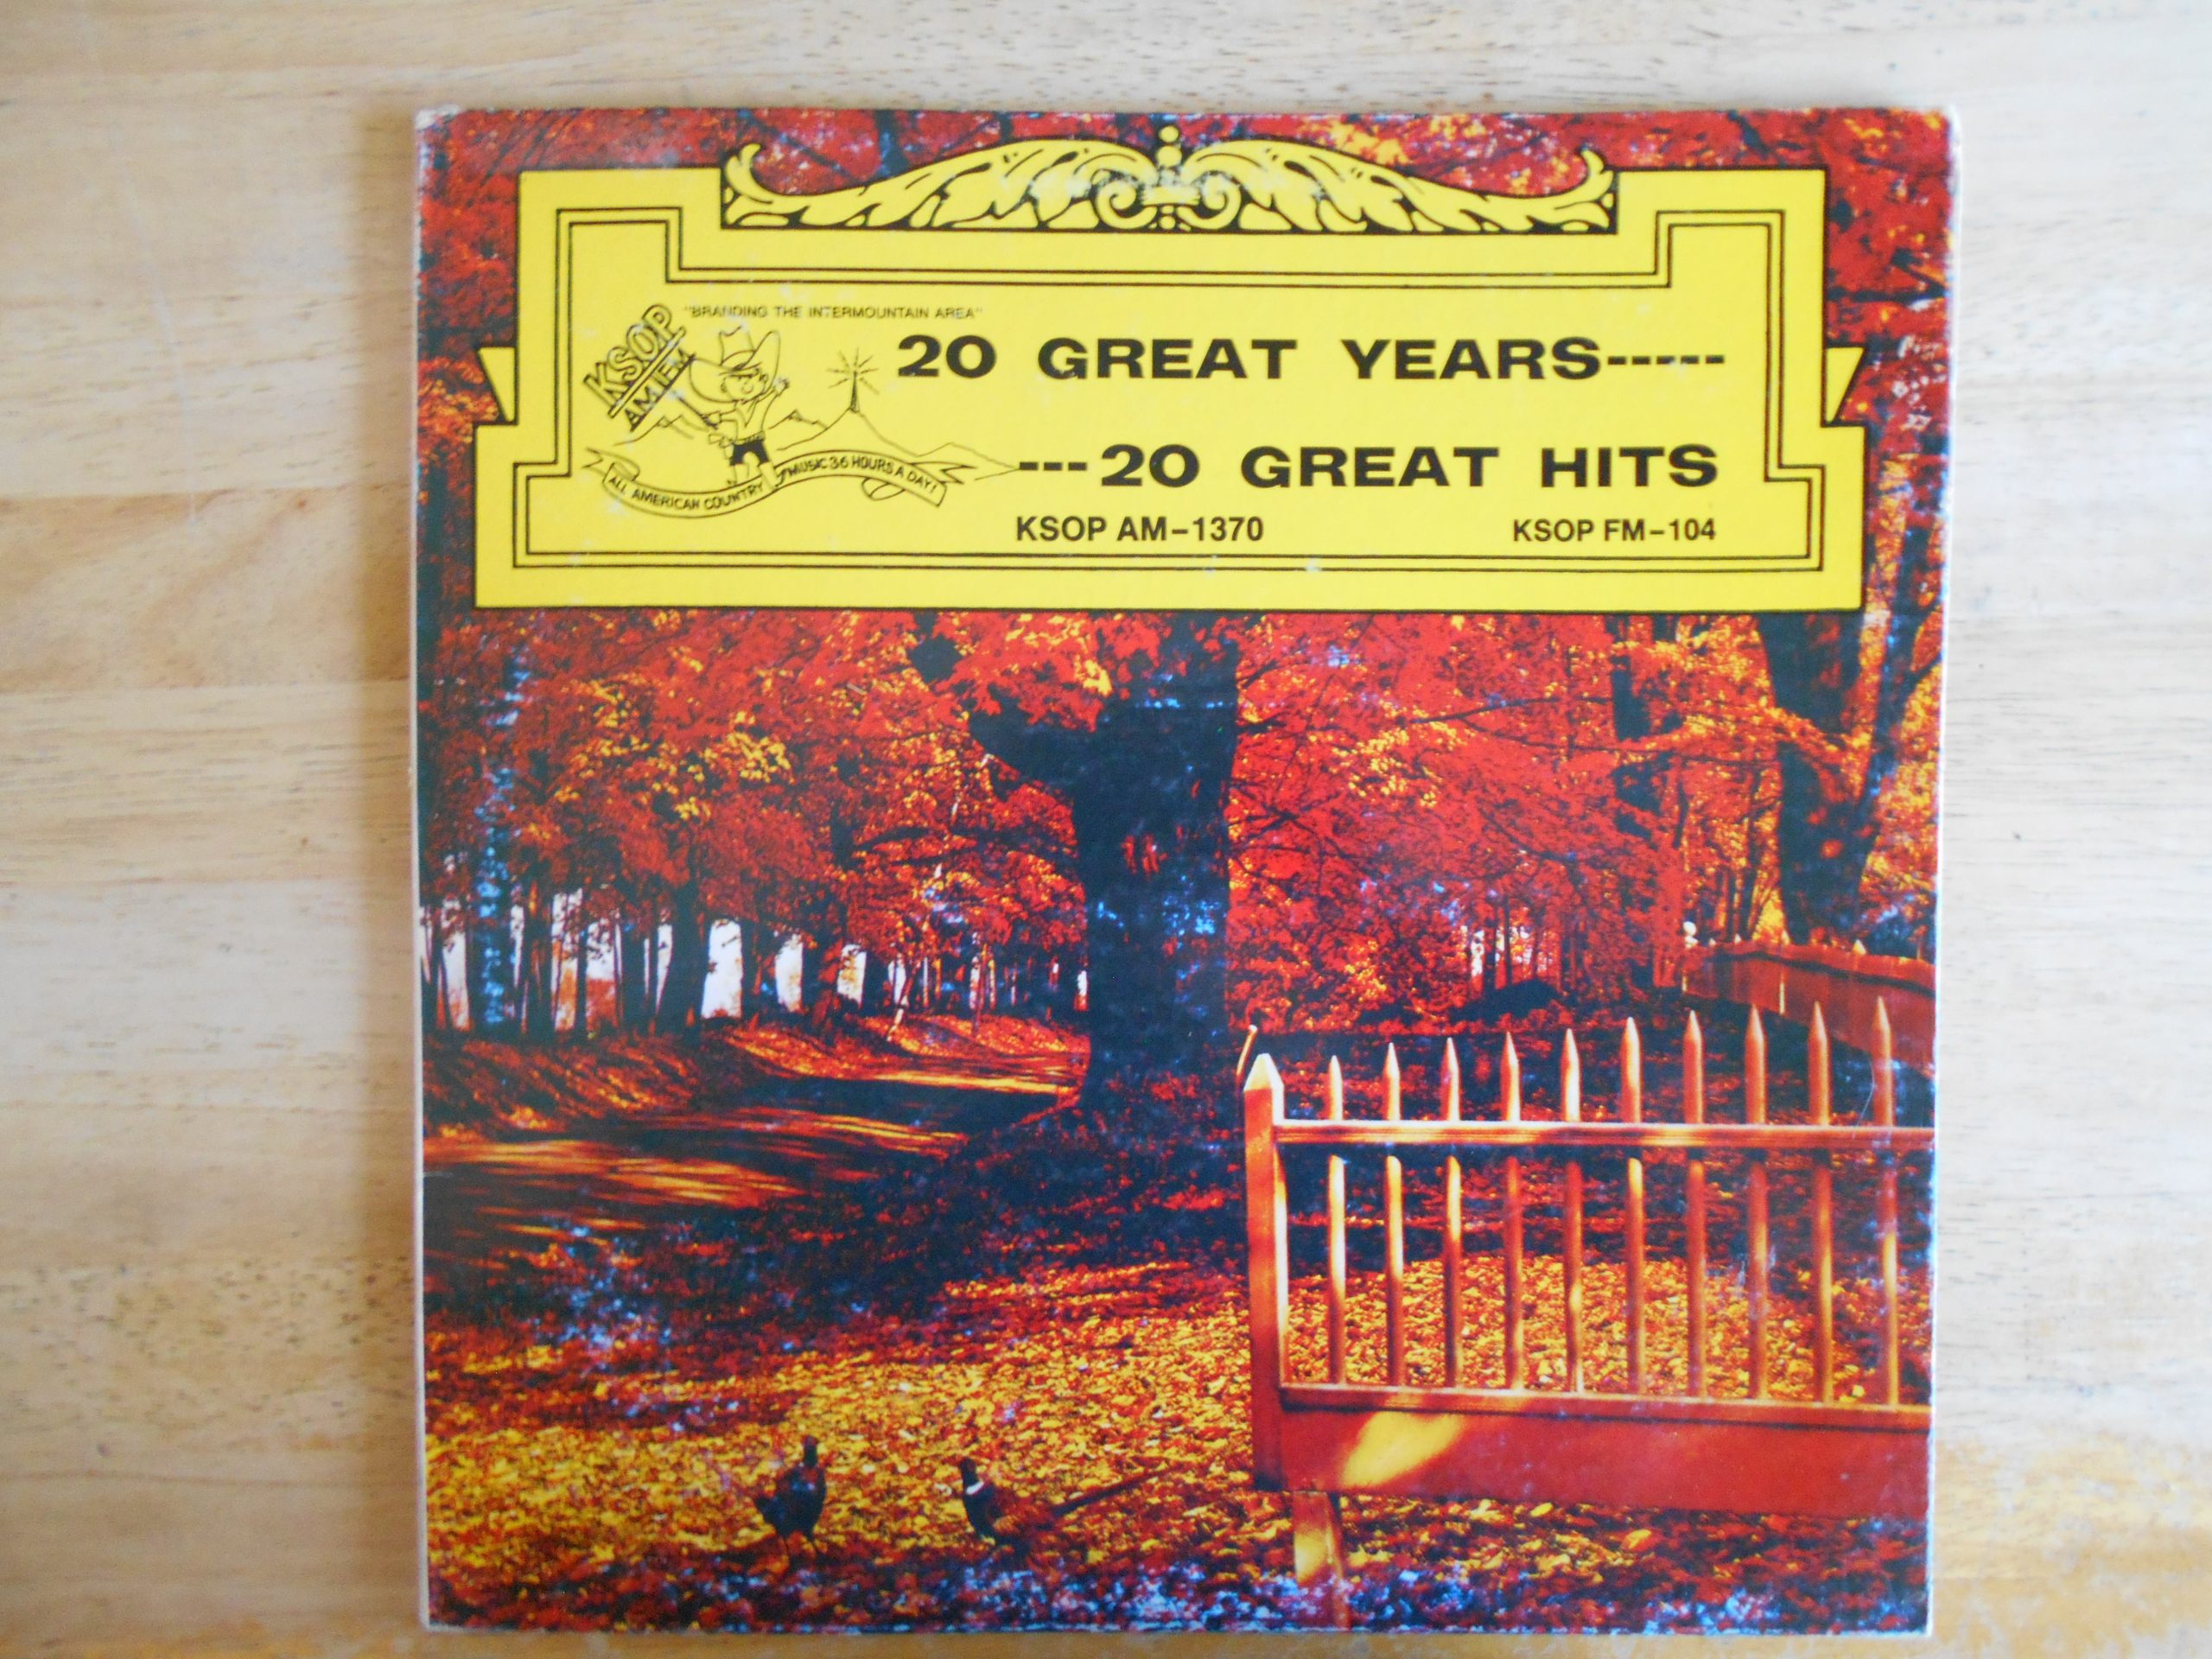 "BRANDING THE INTERMOUNTAIN AREA"
KSOP
AM FM
20 GREAT YEARS-----
---20 GREAT HITS
ALL AMERICAN COUNTRY MUSIC 36 HOURS A DAY!
KSOP AM-1370
KSOP FM-104